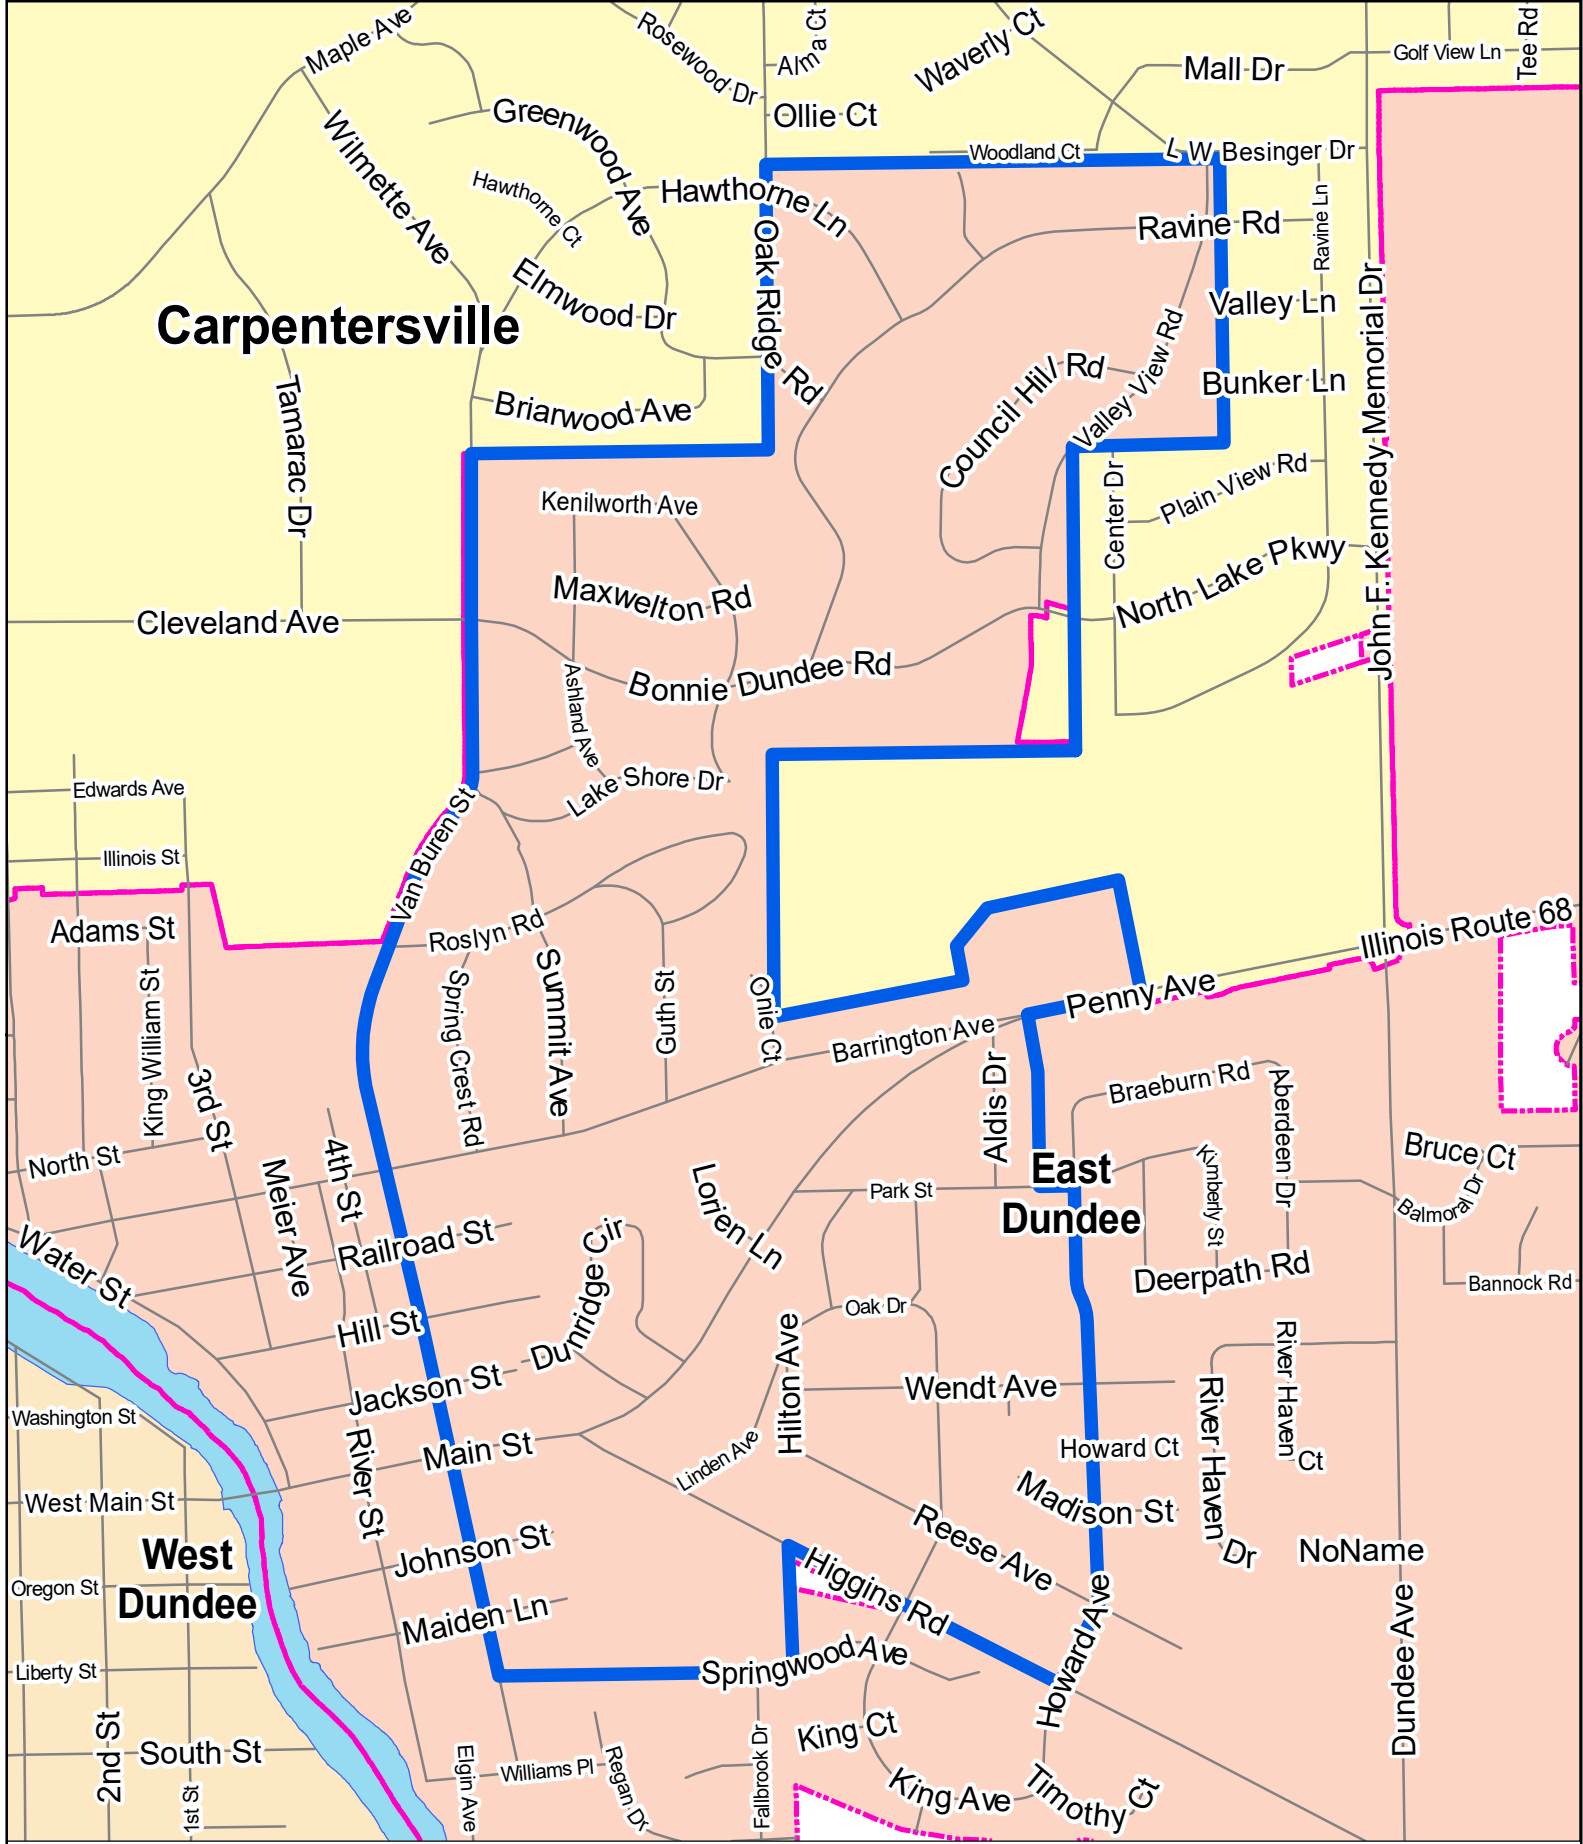 Maple Ave
Rosewood Dr
Alma Ct
Waverly Ct
Mall Dr
Golf View Ln
Tee Rd
Ollie Ct
Greenwood Ave
Wilmette Ave
Woodland Ct
L W Besinger Dr
Hawthorne Ct
Hawthorne Ln
Ravine Rd
Ravine Ln
Oak Ridge Rd
Elmwood Dr
Carpentersville
Valley Ln
Valley View Rd
John F. Kennedy Memorial Dr
Council Hill Rd
Bunker Ln
Briarwood Ave
Tamarac Dr
Kenilworth Ave
Center Dr
Plain View Rd
North Lake Pkwy
Maxwelton Rd
Cleveland Ave
Bonnie Dundee Rd
Ashland Ave
Lake Shore Dr
Edwards Ave
Van Buren St
Illinois St
Adams St
Roslyn Rd
Illinois Route 68
King William St
Spring Crest Rd
Summit Ave
Guth St
Onie Ct
Penny Ave
Barrington Ave
3rd St
Aldis Dr
Braeburn Rd
Aberdeen Dr
North St
4th St
Meier Ave
Lorien Ln
Park St
East
Dundee
Kimberly St
Bruce Ct
Balmoral Dr
Water St
Railroad St
Dunridge Cir
Deerpath Rd
Bannock Rd
Hill St
Oak Dr
Hilton Ave
River Haven Ct
Jackson St
Wendt Ave
River Haven Dr
Washington St
River St
Main St
Linden Ave
Howard Ct
West Main St
Madison St
Reese Ave
West
Dundee
Johnson St
NoName
Oregon St
Higgins Rd
Howard Ave
Maiden Ln
Springwood Ave
Dundee Ave
Liberty St
2nd St
South St
1st St
Elgin Ave
Williams Pl
Regan Dr
Fallbrook Dr
King Ct
King Ave
Timothy Ct